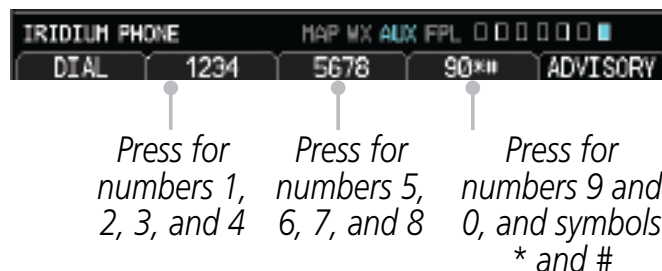 IRIDIUM PHONE MAP WX AUX FPL
DIAL 1234 5678 90*# ADVISORY
Press for numbers 1, 2, 3, and 4
Press for numbers 5, 6, 7, and 8
Press for numbers 9 and 0, and symbols * and #